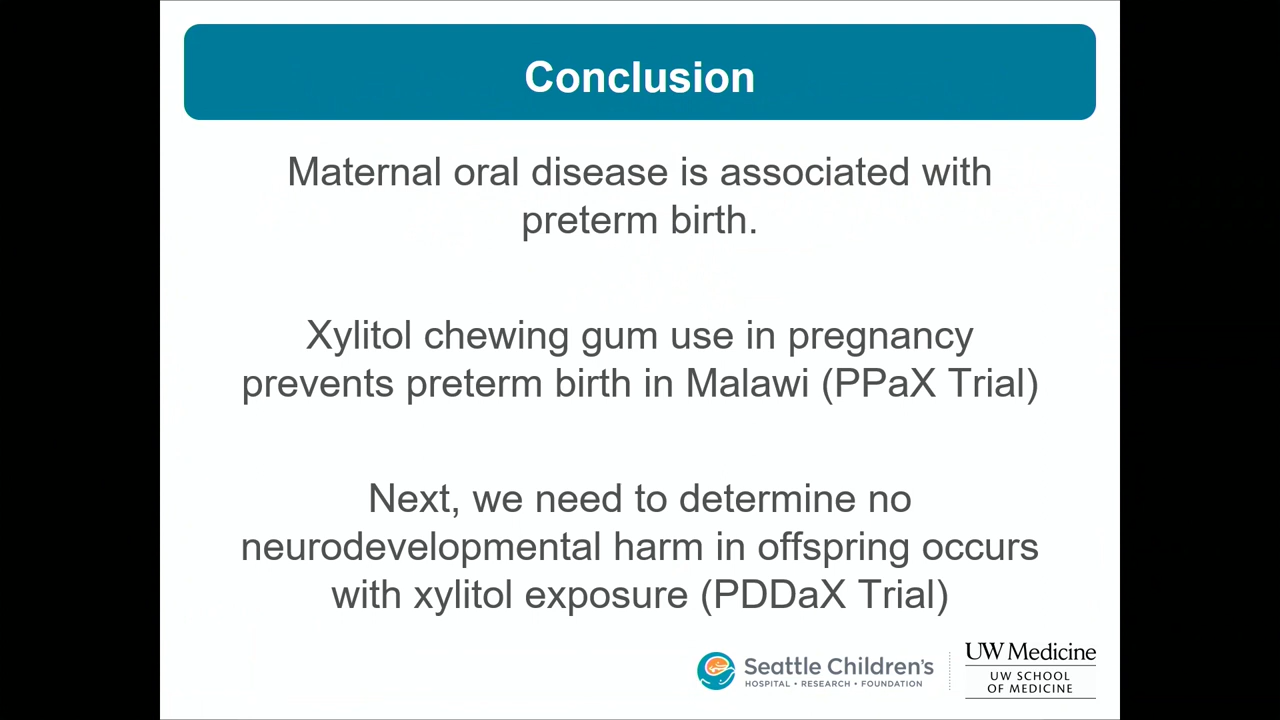 Conclusion
Maternal oral disease is associated with
preterm birth.
Xylitol chewing gum use in pregnancy
prevents preterm birth in Malawi (PPaX Trial)
Next, we need to determine no
neurodevelopmental harm in offspring occurs
with xylitol exposure (PDDaX Trial)
Seattle Children's
HOSPITAL • RESEARCH • FOUNDATION
UW Medicine
UW SCHOOL
OF MEDICINE